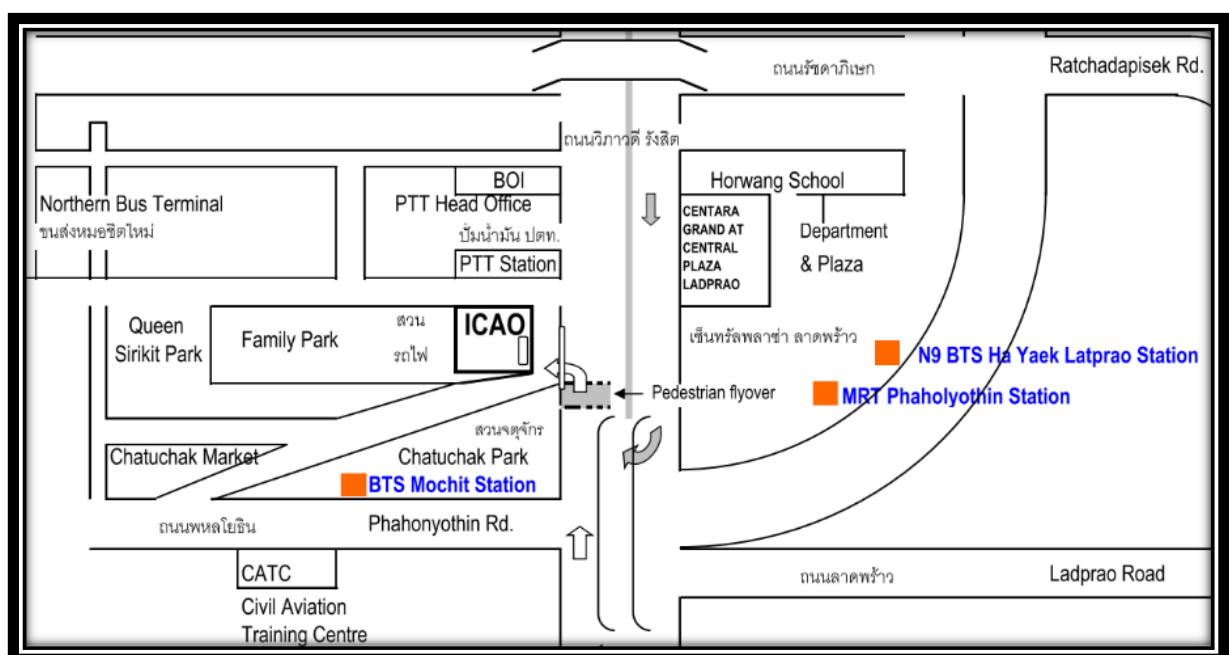 ถนนรัชดาภิเษก
Ratchadapisek Rd.
ถนนวิภาวดี รังสิต
BOI
Horwang School
Northern Bus Terminal
ขนส่งหมอชิตใหม่
PTT Head Office
ปั๊มน้ำมัน ปตท.
PTT Station
CENTARA
GRAND AT
CENTRAL
PLAZA
LADPRAO
Department
& Plaza
Queen
Sirikit Park
Family Park
สวน
รถไฟ
ICAO
เซ็นทรัลพลาซ่า ลาดพร้าว
N9 BTS Ha Yaek Latprao Station
Pedestrian flyover
MRT Phaholyothin Station
สวนจตุจักร
Chatuchak Market
Chatuchak Park
BTS Mochit Station
ถนนพหลโยธิน
Phahonyothin Rd.
CATC
Civil Aviation
Training Centre
ถนนลาดพร้าว
Ladprao Road